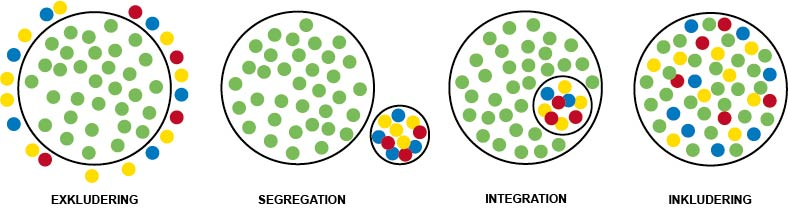 EXKLUDERING
SEGREGATION
INTEGRATION
INKLUDERING